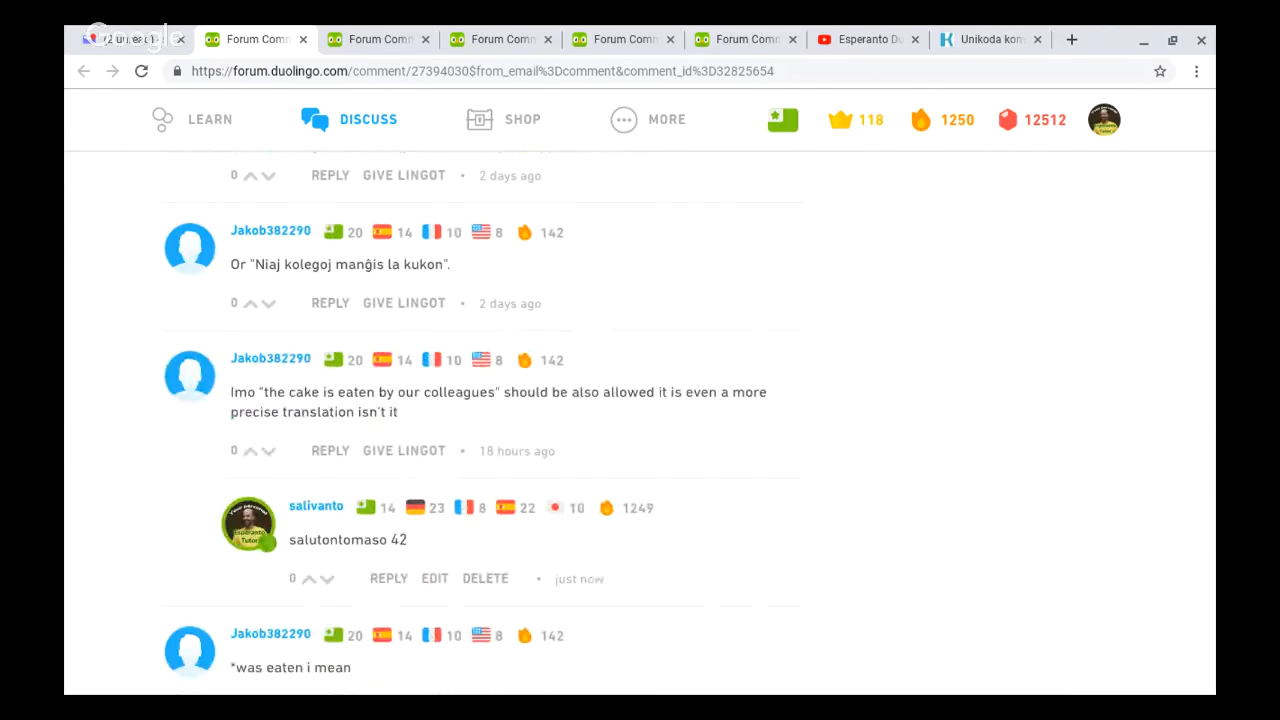 Google
Forum Comm
Forum Comm
Forum Comm
Forum Comm
Forum Comm
Esperanto Du
Unikoda kon
https://forum.duolingo.com/comment/27394030$from_email%3Dcomment&comment_id%3D32825654
LEARN DISCUSS SHOP MORE 118 1250 12512
0 REPLY GIVE LINGOT • 2 days ago
Jakob382290 20 14 10 8 142
Or "Niaj kolegoj manĝis la kukon".
0 REPLY GIVE LINGOT • 2 days ago
Jakob382290 20 14 10 8 142
Imo "the cake is eaten by our colleagues" should be also allowed it is even a more
precise translation isn't it
0 REPLY GIVE LINGOT • 18 hours ago
Your personal
Esperanto
Tutor
salivanto 14 23 8 22 10 1249
salutontomaso 42
0 REPLY EDIT DELETE • just now
Jakob382290 20 14 10 8 142
*was eaten i mean